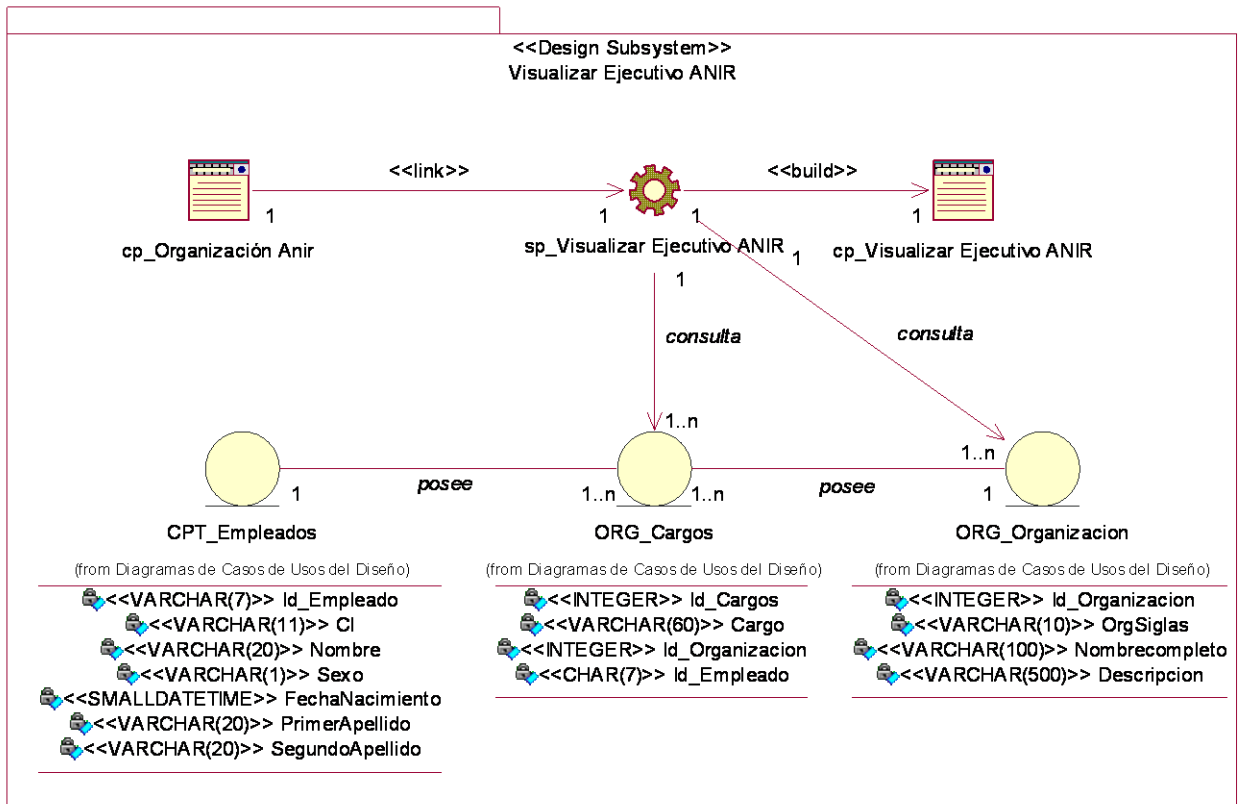 <<Design Subsystem>>
Visualizar Ejecutivo ANIR
<<link>>
<<build>>
1
1
1
1
cp_Organización Anir
sp_Visualizar Ejecutivo ANIR
cp_Visualizar Ejecutivo ANIR
1
1
consulta
consulta
1..n
1..n
1
posee
1..n
1..n
posee
1
CPT_Empleados
ORG_Cargos
ORG_Organizacion
(from Diagramas de Casos de Usos del Diseño)
(from Diagramas de Casos de Usos del Diseño)
(from Diagramas de Casos de Usos del Diseño)
<<VARCHAR(7)>> Id_Empleado
<<VARCHAR(11)>> CI
<<VARCHAR(20)>> Nombre
<<VARCHAR(1)>> Sexo
<<SMALLDATETIME>> FechaNacimiento
<<VARCHAR(20)>> PrimerApellido
<<VARCHAR(20)>> SegundoApellido
<<INTEGER>> Id_Cargos
<<VARCHAR(60)>> Cargo
<<INTEGER>> Id_Organizacion
<<CHAR(7)>> Id_Empleado
<<INTEGER>> Id_Organizacion
<<VARCHAR(10)>> OrgSiglas
<<VARCHAR(100)>> Nombrecompleto
<<VARCHAR(500)>> Descripcion